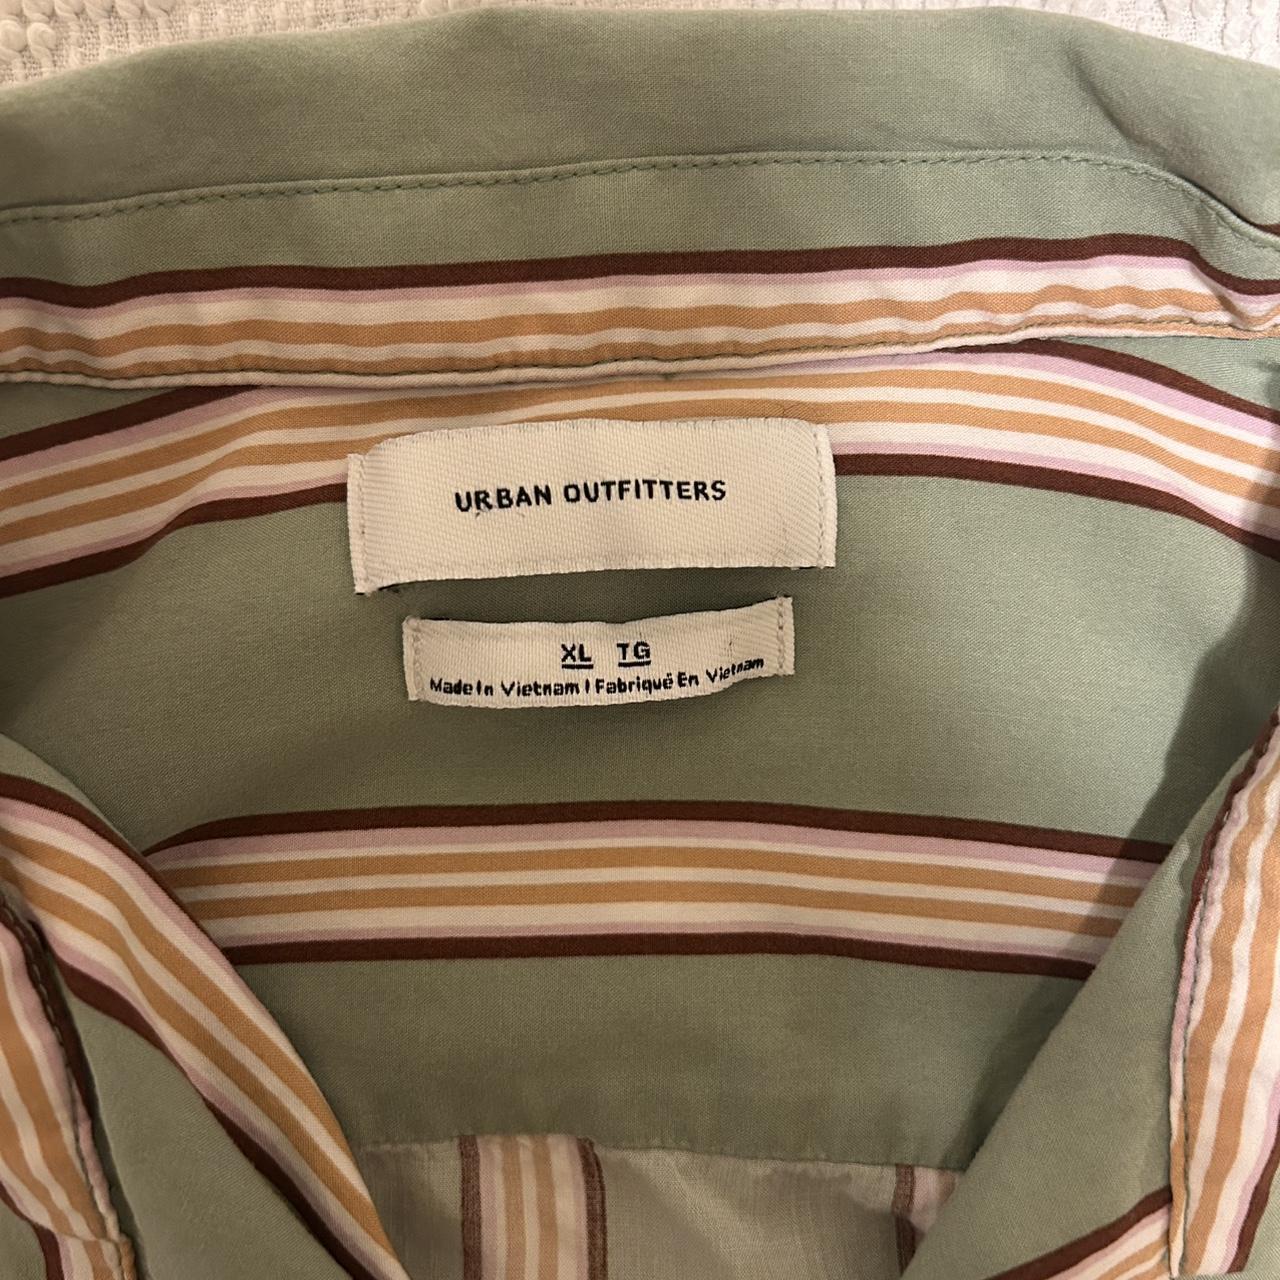 URBAN OUTFITTERS
XL TG
Made In Vietnam | Fabriqué En Vietnam